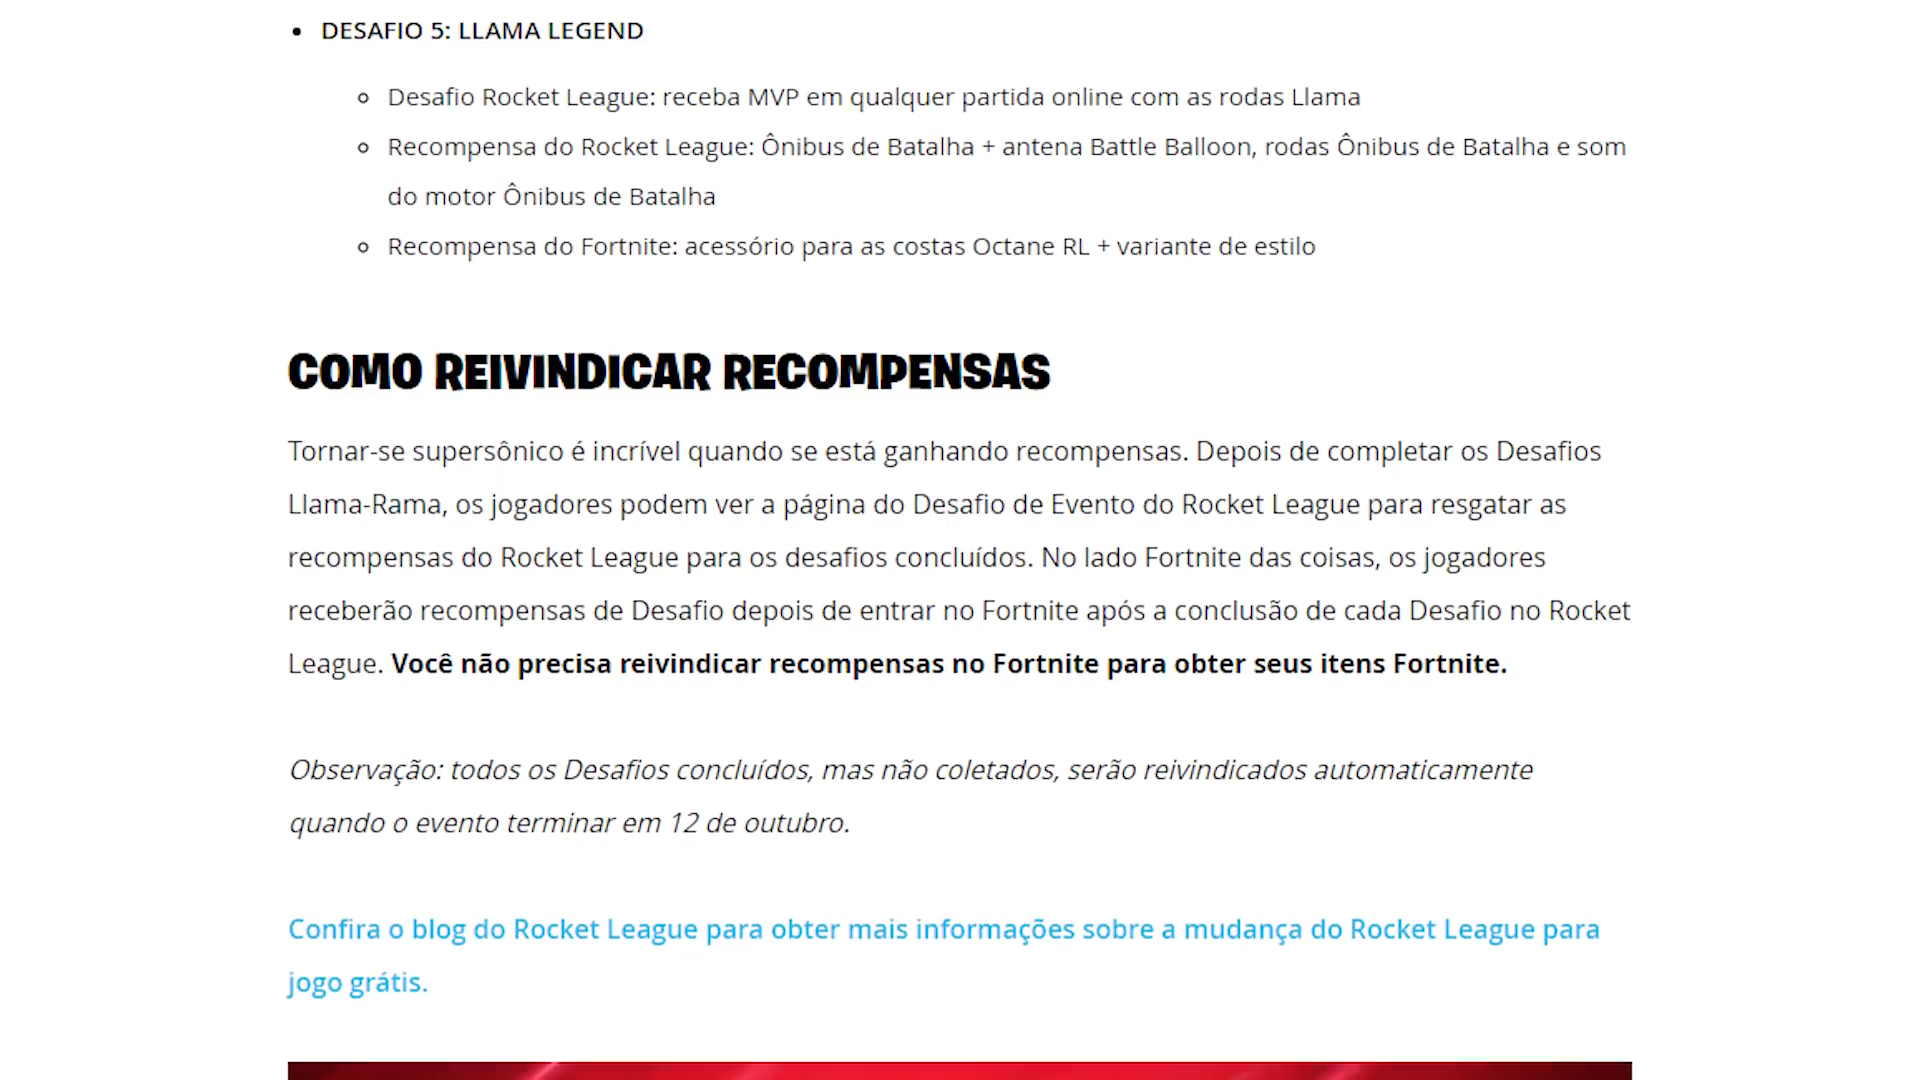 DESAFIO 5: LLAMA LEGEND
Desafio Rocket League: receba MVP em qualquer partida online com as rodas Llama
Recompensa do Rocket League: Ônibus de Batalha + antena Battle Balloon, rodas Ônibus de Batalha e som
do motor Ônibus de Batalha
Recompensa do Fortnite: acessório para as costas Octane RL + variante de estilo
COMO REIVINDICAR RECOMPENSAS
Tornar-se supersônico é incrível quando se está ganhando recompensas. Depois de completar os Desafios
Llama-Rama, os jogadores podem ver a página do Desafio de Evento do Rocket League para resgatar as
recompensas do Rocket League para os desafios concluídos. No lado Fortnite das coisas, os jogadores
receberão recompensas de Desafio depois de entrar no Fortnite após a conclusão de cada Desafio no Rocket
League. Você não precisa reivindicar recompensas no Fortnite para obter seus itens Fortnite.
Observação: todos os Desafios concluídos, mas não coletados, serão reivindicados automaticamente
quando o evento terminar em 12 de outubro.
Confira o blog do Rocket League para obter mais informações sobre a mudança do Rocket League para
jogo grátis.